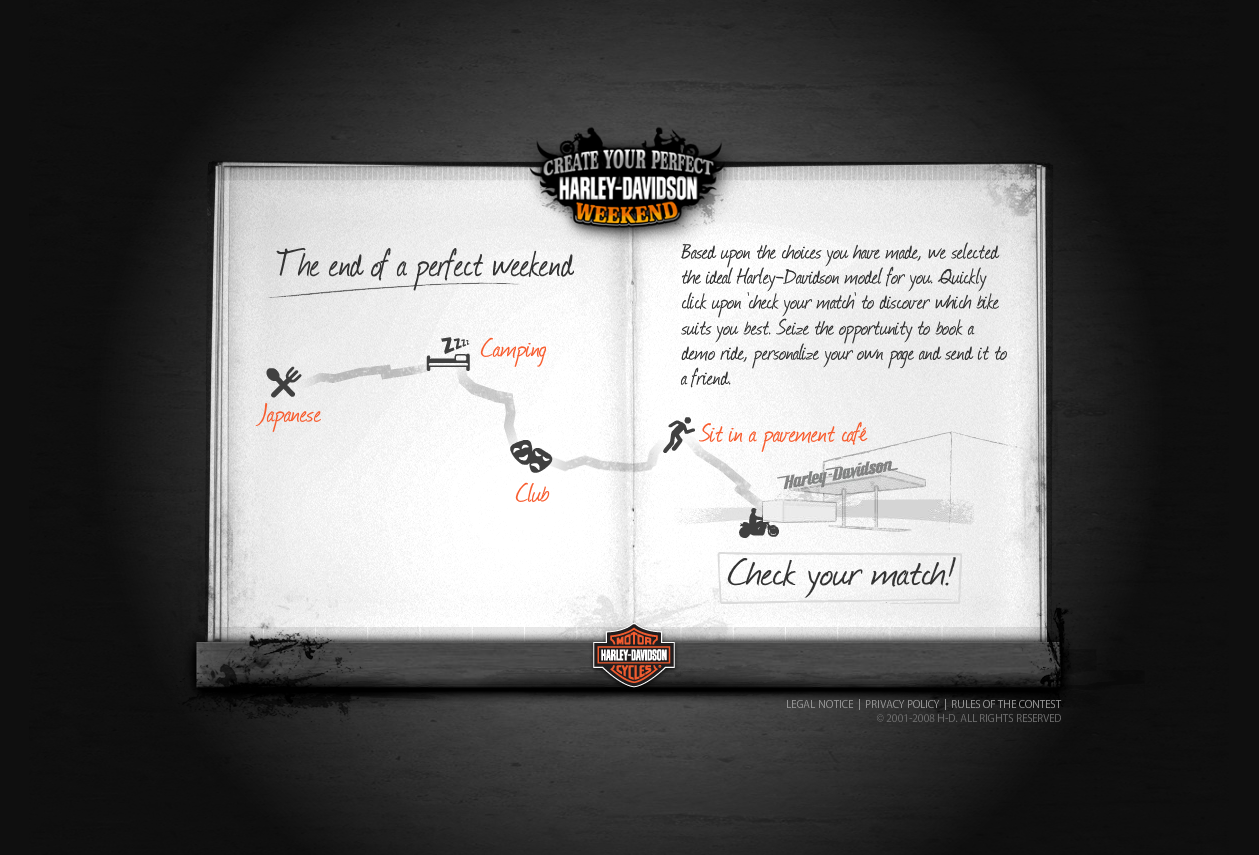 CREATE YOUR PERFECT
HARLEY-DAVIDSON
WEEKEND
The end of a perfect weekend
Zzzz
Camping
Japanese
Club
Based upon the choices you have made, we selected
the ideal Harley-Davidson model for you. Quickly
click upon 'check your match' to discover which bike
suits you best. Seize the opportunity to book a
demo ride, personalize your own page and send it to
a friend.
Sit in a pavement café
Harley-Davidson
Check your match!
MOTOR
HARLEY-DAVIDSON
CYCLES
LEGAL NOTICE | PRIVACY POLICY | RULES OF THE CONTEST
© 2001-2008 H-D. ALL RIGHTS RESERVED